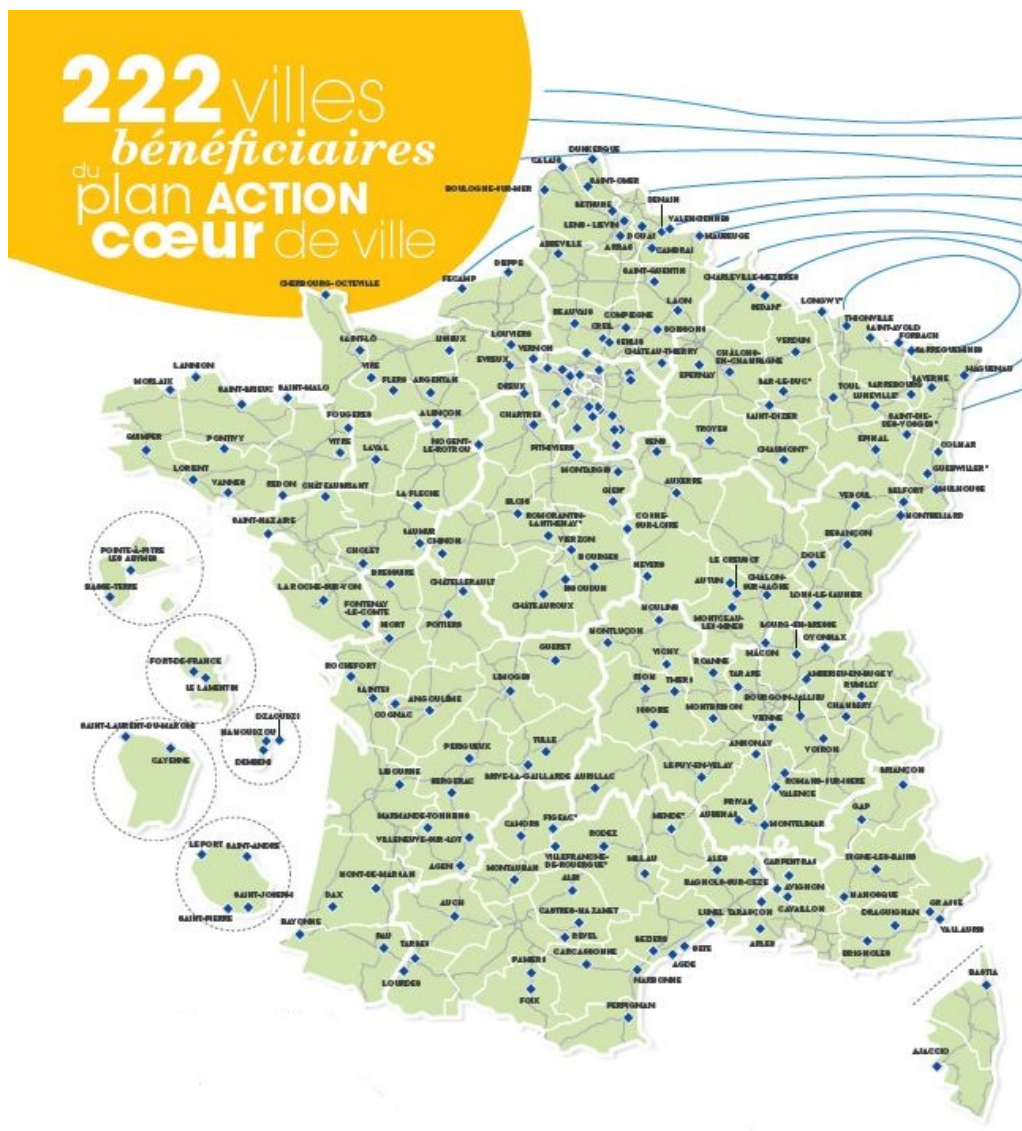 222 villes
bénéficiaires
du
plan ACTION
cœur de ville
DUNKERQUE
CALAIS
SAINT-OMER
BOULOGNE-SUR-MER
DENAIN
BETHUNE
VALENCIENNES
LENS - LIEVIN
DOUAI
MAUBEUGE
ARRAS
CAMBRAI
ABBEVILLE
DIEPPE
SAINT-QUENTIN
CHARLEVILLE-MEZIERES
FECAMP
CHERBOURG-OCTEVILLE
LAON
SEDAN*
LONGWY*
BEAUVAIS
COMPIEGNE
THIONVILLE
CREIL
SOISSONS
SAINT-AVOLD
FORBACH
SAINT-LÔ
LISIEUX
LOUVIERS
SENLIS
VERDUN
SARREGUEMINES
VERNON
CHÂTEAU-THIERRY
CHÂLONS-
EN-CHAMPAGNE
LANNION
VIRE
EVREUX
EPERNAY
HAGUENAU
MORLAIX
SAINT-BRIEUC
SAINT-MALO
FLERS
ARGENTAN
DREUX
BAR-LE-DUC*
TOUL
SARREBOURG
SAVERNE
LUNEVILLE*
FOUGERES
ALENÇON
CHARTRES
SAINT-DIZIER
SAINT-DIE-
DES-VOSGES*
QUIMPER
PONTIVY
VITRE
LAVAL
NOGENT-
LE-ROTROU
PITHIVIERS
SENS
TROYES
CHAUMONT*
EPINAL
COLMAR
LORIENT
VANNES
REDON
CHÂTEAUBRIANT
LA FLECHE
MONTARGIS
AUXERRE
GUEBWILLER*
MULHOUSE
BLOIS
GIEN*
VESOUL
BELFORT
MONTBELIARD
SAINT-NAZAIRE
ROMORANTIN-
LANTHENAY*
COSNE-
SUR-LOIRE
BESANÇON
SAUMUR
CHINON
VIERZON
POINTE-À-PITRE
LES ABYMES
CHOLET
BOURGES
LE CREUSOT
DOLE
BASSE-TERRE
BRESSUIRE
NEVERS
AUTUN
CHALON-
SUR-SAÔNE
LA ROCHE-SUR-YON
CHÂTELLERAULT
ISSOUDUN
LONS-LE-SAUNIER
FONTENAY
-LE-COMTE
CHÂTEAUROUX
MOULINS
MONTCEAU-
LES-MINES
BOURG-EN-BRESSE
NIORT
POITIERS
MONTLUÇON
OYONNAX
FORT-DE-FRANCE
GUERET
VICHY
MÂCON
LE LAMENTIN
ROCHEFORT
ROANNE
TARARE
AMBERIEU-EN-BUGEY
LIMOGES
RIOM
THIERS
RUMILLY
SAINTES
MONTBRISON
BOURGOIN-JALLIEU
COGNAC
ANGOULÊME
ISSOIRE
VIENNE
CHAMBERY
SAINT-LAURENT-DU-MARONI
DZAOUDZI
MAMOUDZOU
DEMBENI
CAYENNE
PERIGUEUX
TULLE
ANNONAY
VOIRON
LIBOURNE
BERGERAC
BRIVE-LA-GAILLARDE
AURILLAC
LE PUY-EN-VELAY
ROMANS-SUR-ISERE
VALENCE
BRIANÇON
PRIVAS
MARMANDE-TONNEINS
CAHORS
FIGEAC*
MENDE*
AUBENAS
MONTELIMAR
GAP
VILLENEUVE-SUR-LOT
RODEZ
LE PORT
SAINT-ANDRE
AGEN
MONTAUBAN
VILLEFRANCHE-
DE-ROUERGUE*
MILLAU
ALES
CARPENTRAS
DIGNE-LES-BAINS
MONT-DE-MARSAN
ALBI
BAGNOLS-SUR-CEZE
AVIGNON
MANOSQUE
SAINT-JOSEPH
SAINT-PIERRE
DAX
AUCH
CASTRES-MAZAMET
LUNEL
TARASCON
CAVAILLON
DRAGUIGNAN
GRASSE
VALLAURIS
BAYONNE
REVEL
PAU
TARBES
CARCASSONNE
BEZIERS
SETE
AGDE
ARLES
BRIGNOLES
LOURDES
PAMIERS
FOIX
NARBONNE
PERPIGNAN
BASTIA
AJACCIO